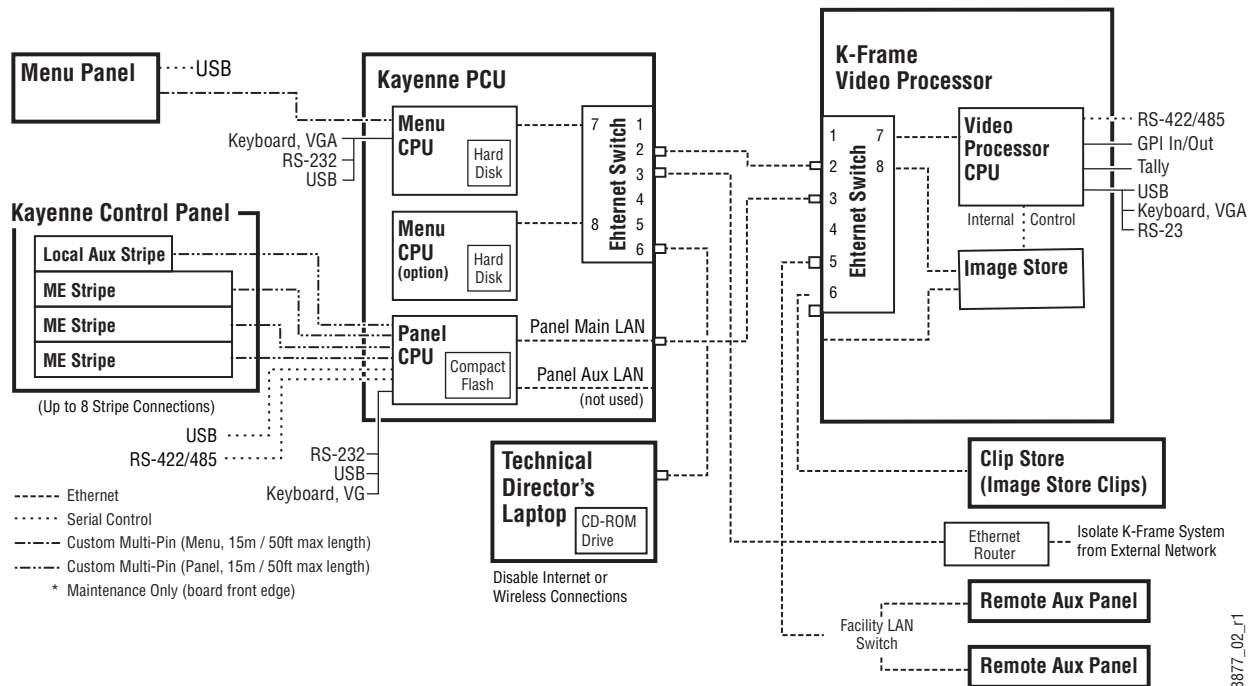 Menu Panel
USB
Kayenne PCU
Menu
CPU
Hard
Disk
7
1
2
3
4
8
5
6
Ehternet Switch
Keyboard, VGA
RS-232
USB
Menu
CPU
(option)
Hard
Disk
Kayenne Control Panel
Local Aux Stripe
ME Stripe
ME Stripe
ME Stripe
(Up to 8 Stripe Connections)
Panel
CPU
Compact
Flash
Panel Main LAN
Panel Aux LAN
(not used)
USB
RS-422/485
RS-232
USB
Keyboard, VG
K-Frame
Video Processor
1
7
2
8
3
4
5
6
Ehternet Switch
Video
Processor
CPU
Internal
Control
Image Store
RS-422/485
GPI In/Out
Tally
USB
Keyboard, VGA
RS-23
Technical
Director's
Laptop
CD-ROM
Drive
Disable Internet or
Wireless Connections
Clip Store
(Image Store Clips)
Ethernet
Router
Isolate K-Frame System
from External Network
Facility LAN
Switch
Remote Aux Panel
Remote Aux Panel
Ethernet
Serial Control
Custom Multi-Pin (Menu, 15m / 50ft max length)
Custom Multi-Pin (Panel, 15m / 50ft max length)
* Maintenance Only (board front edge)
8877_02_r1